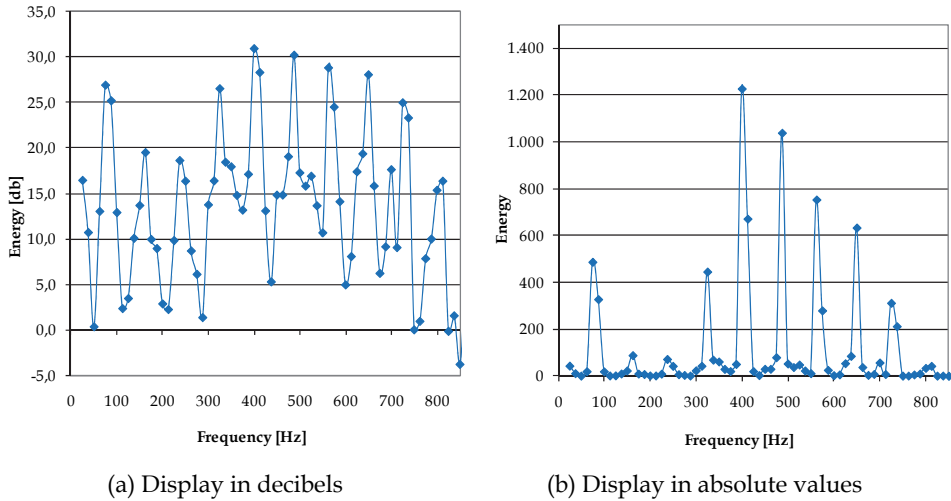 35,0
30,0
25,0
20,0
15,0
10,0
5,0
0,0
-5,0
Energy [db]
0 100 200 300 400 500 600 700 800
Frequency [Hz]
(a) Display in decibels
1.400
1.200
1.000
800
600
400
200
0
Energy
0 100 200 300 400 500 600 700 800
Frequency [Hz]
(b) Display in absolute values